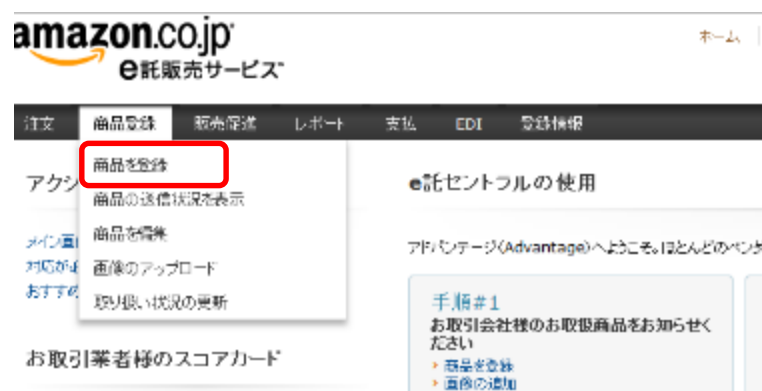 amazon.co.jp
ホーム
e託販売サービス
注文 商品登録 販売促進 レポート 支払 EDI 登録情報
商品を登録
商品の送信状況を表示
商品を編集
画像のアップロード
取り扱い状況の更新
アクシ
メイン画
対応が必
おすすめ
お取引業者様のスコアカード
e託セントラルの使用
アドバンテージ(Advantage)へようこそ。ほとんどのベンダ
手順#1
お取引会社様のお取扱商品をお知らせく
ださい
商品を登録
画像の追加